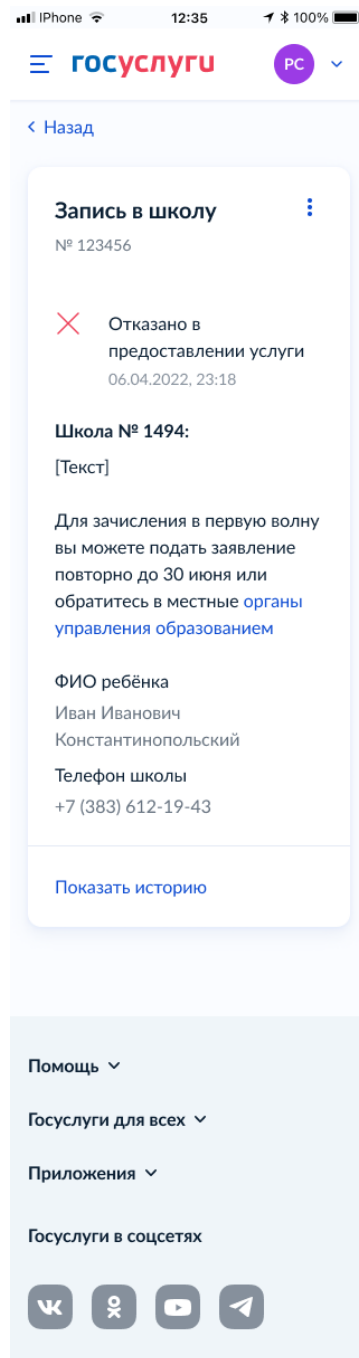 iPhone 12:35 100%
госуслуги РС
Назад
Запись в школу
№ 123456
Отказано в
предоставлении услуги
06.04.2022, 23:18
Школа № 1494:
[Текст]
Для зачисления в первую волну
вы можете подать заявление
повторно до 30 июня или
обратитесь в местные органы
управления образованием
ФИО ребёнка
Иван Иванович
Константинопольский
Телефон школы
+7 (383) 612-19-43
Показать историю
Помощь
Госуслуги для всех
Приложения
Госуслуги в соцсетях